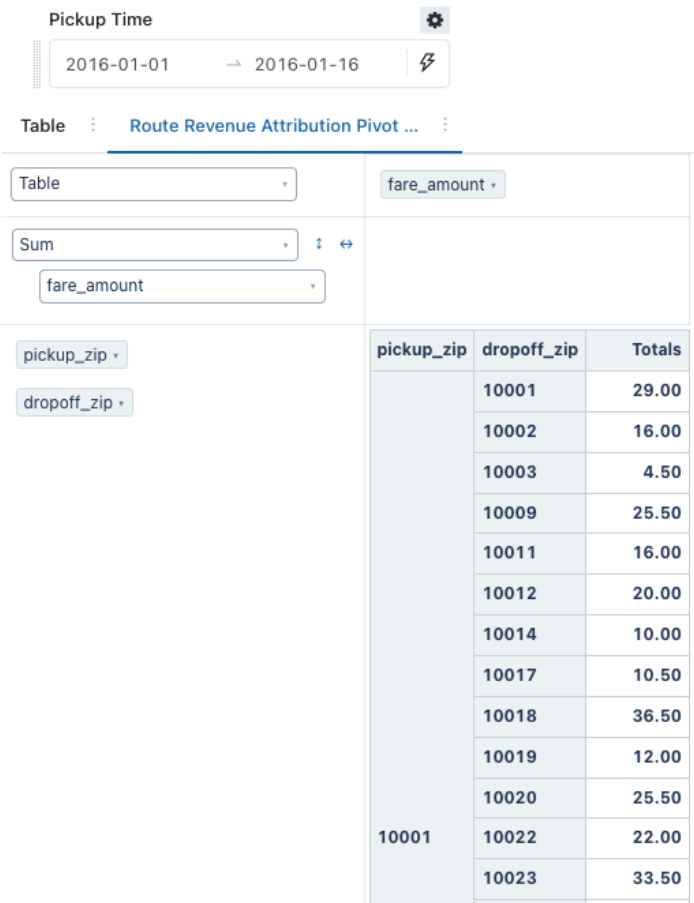 Pickup Time
2016-01-01 → 2016-01-16
Table Route Revenue Attribution Pivot ...
Table
fare_amount
Sum
fare_amount
pickup_zip
dropoff_zip
pickup_zip dropoff_zip Totals
10001 29.00
10002 16.00
10003 4.50
10009 25.50
10011 16.00
10012 20.00
10014 10.00
10017 10.50
10018 36.50
10019 12.00
10020 25.50
10001 10022 22.00
10023 33.50